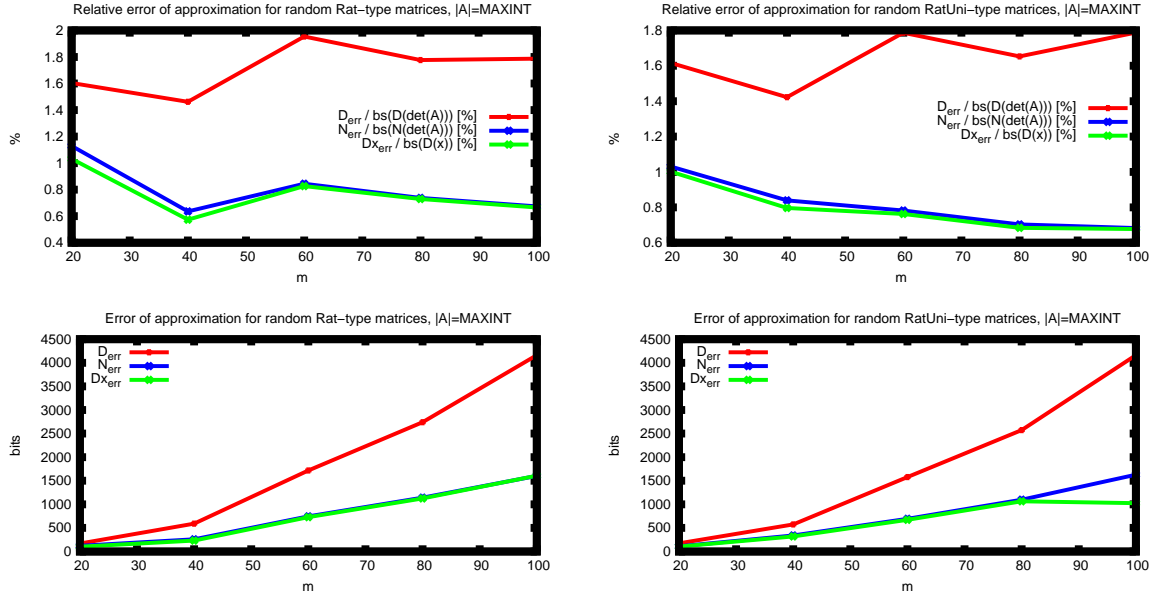 Relative error of approximation for random Rat−type matrices, |A|=MAXINT
2
1.8
1.6
1.4
1.2
1
0.8
0.6
0.4
%
D_err / bs(D(det(A))) [%]
N_err / bs(N(det(A))) [%]
Dx_err / bs(D(x)) [%]
20 30 40 50 60 70 80 90 100
m
Relative error of approximation for random RatUni−type matrices, |A|=MAXINT
1.8
1.6
1.4
1.2
1
0.8
0.6
%
D_err / bs(D(det(A))) [%]
N_err / bs(N(det(A))) [%]
Dx_err / bs(D(x)) [%]
20 30 40 50 60 70 80 90 100
m
Error of approximation for random Rat−type matrices, |A|=MAXINT
4500
4000
3500
3000
2500
2000
1500
1000
500
0
bits
D_err
N_err
Dx_err
20 30 40 50 60 70 80 90 100
m
Error of approximation for random RatUni−type matrices, |A|=MAXINT
4500
4000
3500
3000
2500
2000
1500
1000
500
0
bits
D_err
N_err
Dx_err
20 30 40 50 60 70 80 90 100
m